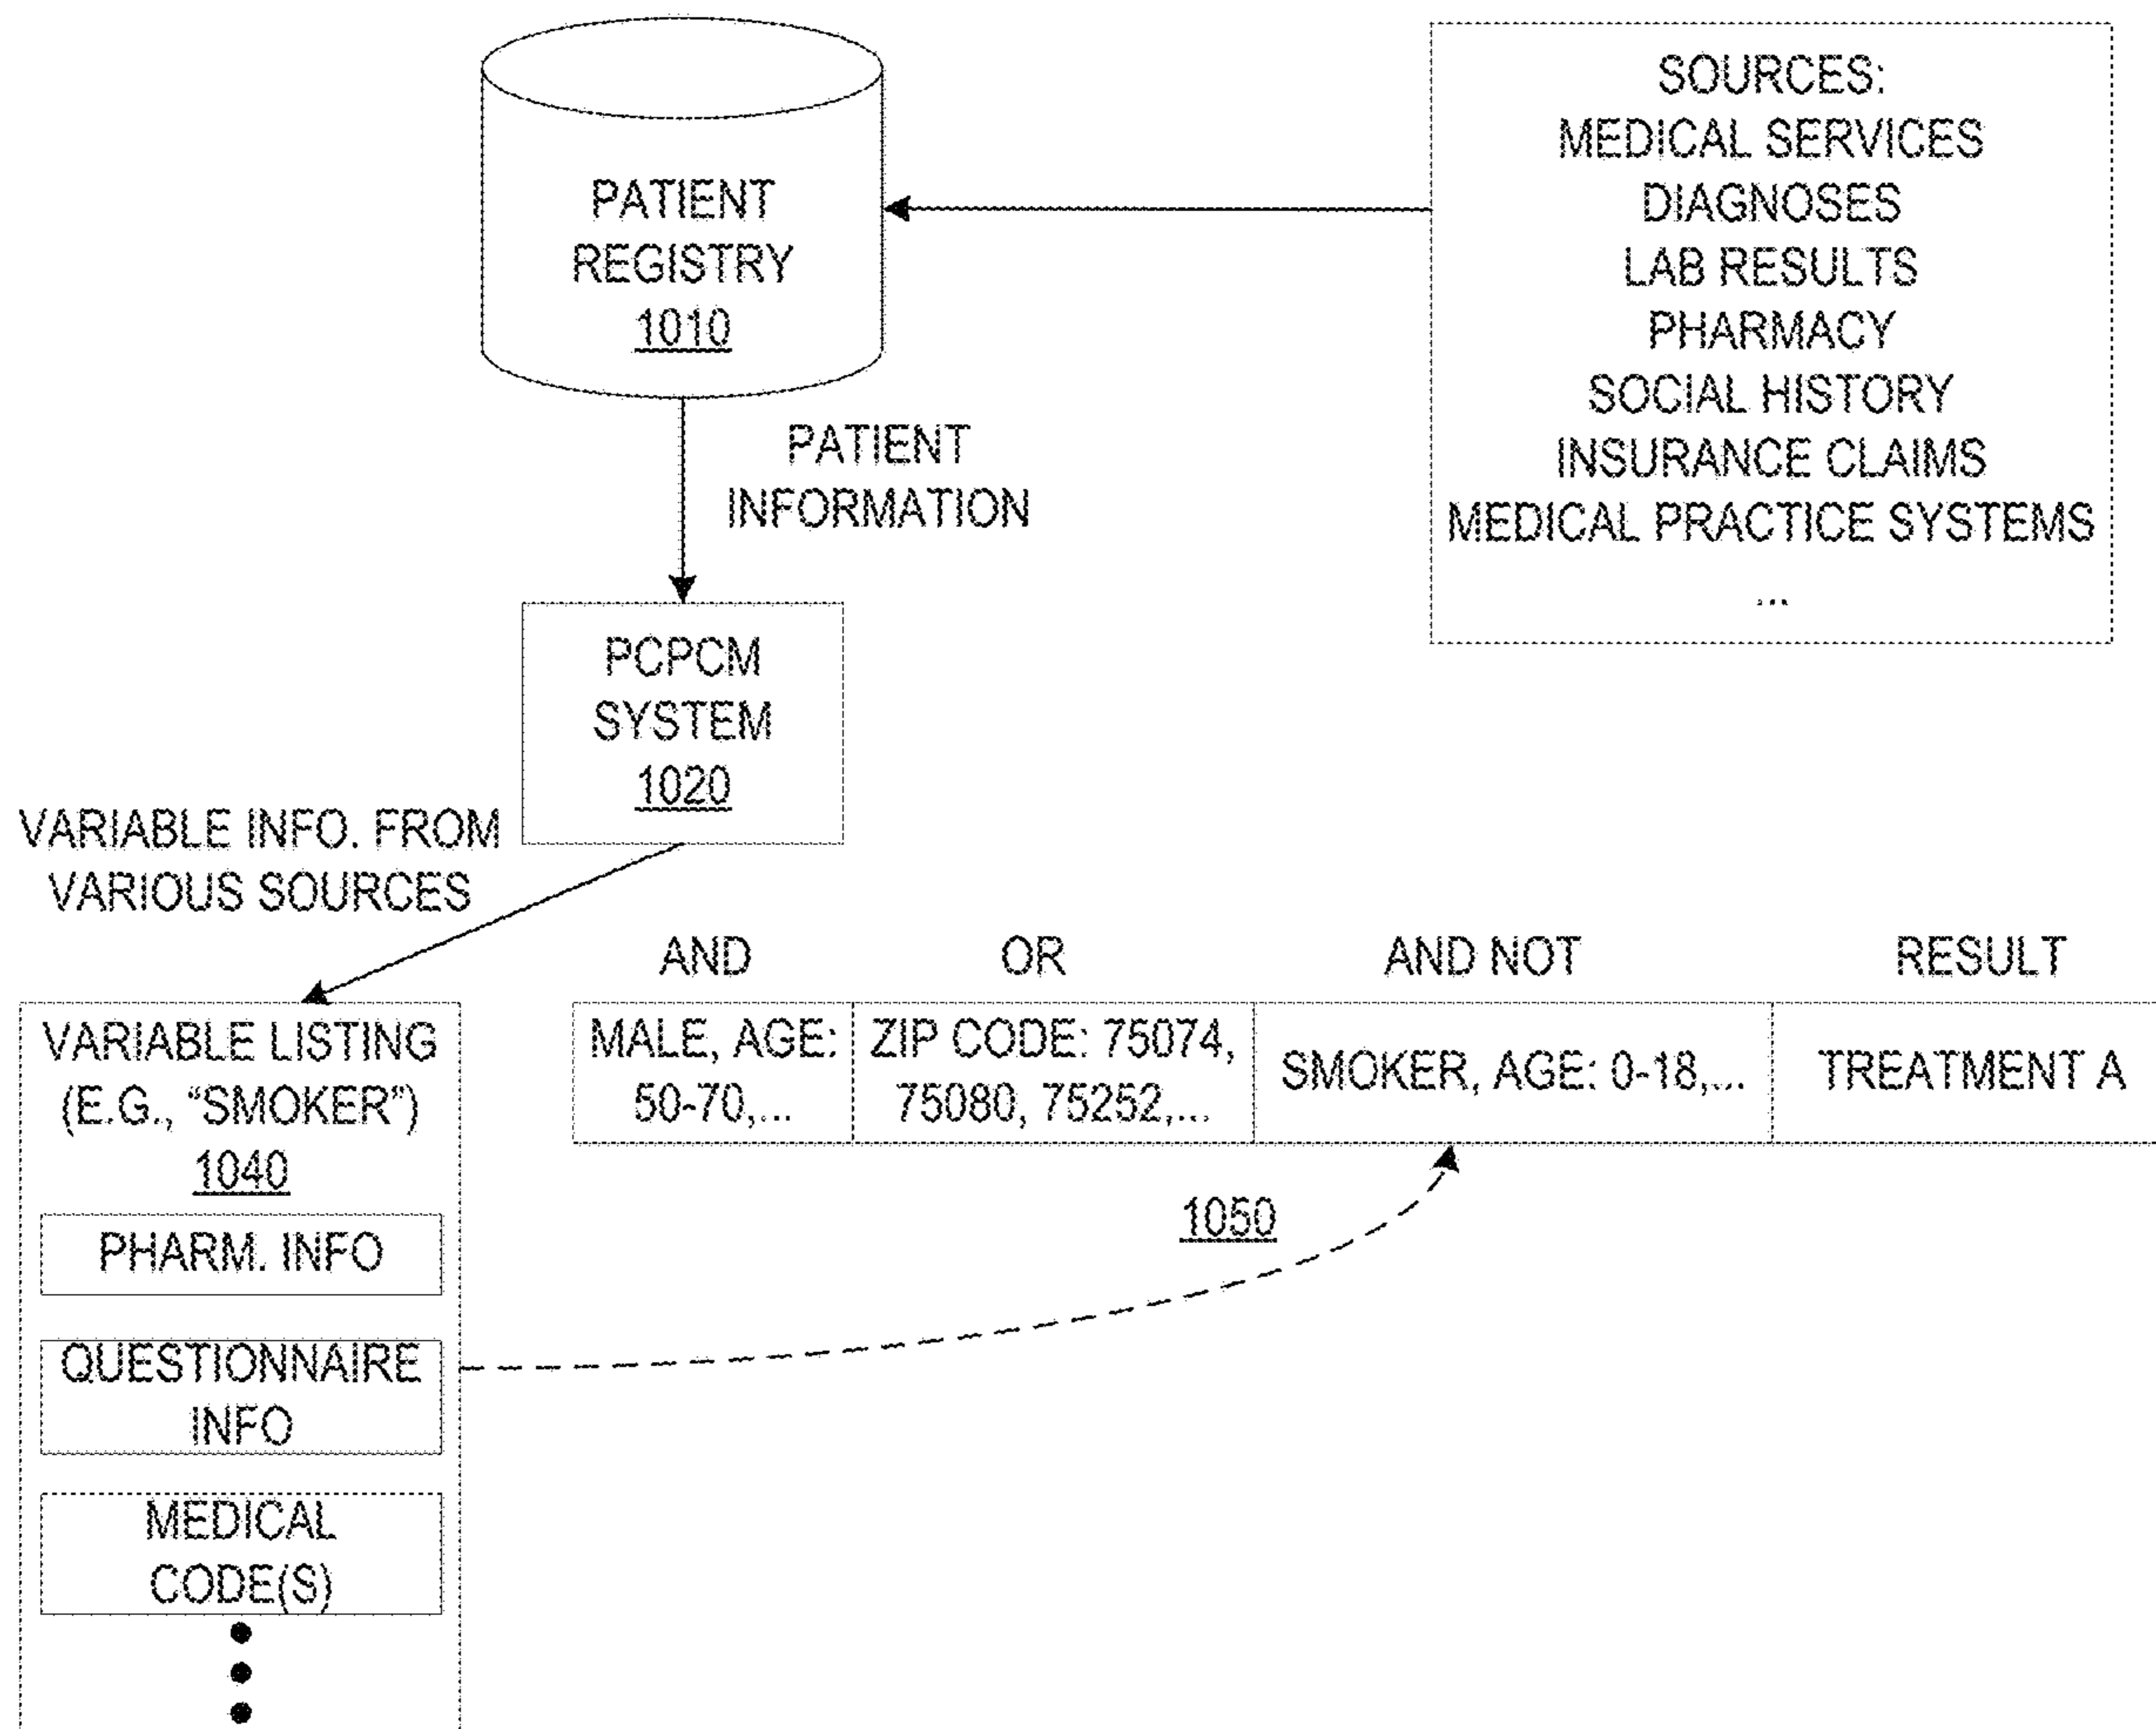 PATIENT
REGISTRY
1010
SOURCES:
MEDICAL SERVICES
DIAGNOSES
LAB RESULTS
PHARMACY
SOCIAL HISTORY
INSURANCE CLAIMS
MEDICAL PRACTICE SYSTEMS
...
PATIENT
INFORMATION
PCPCM
SYSTEM
1020
VARIABLE INFO. FROM
VARIOUS SOURCES
AND
OR
AND NOT
RESULT
MALE, AGE:
50-70,...
ZIP CODE: 75074,
75080, 75252,...
SMOKER, AGE: 0-18,...
TREATMENT A
1050
VARIABLE LISTING
(E.G., “SMOKER”)
1040
PHARM. INFO
QUESTIONNAIRE
INFO
MEDICAL
CODE(S)